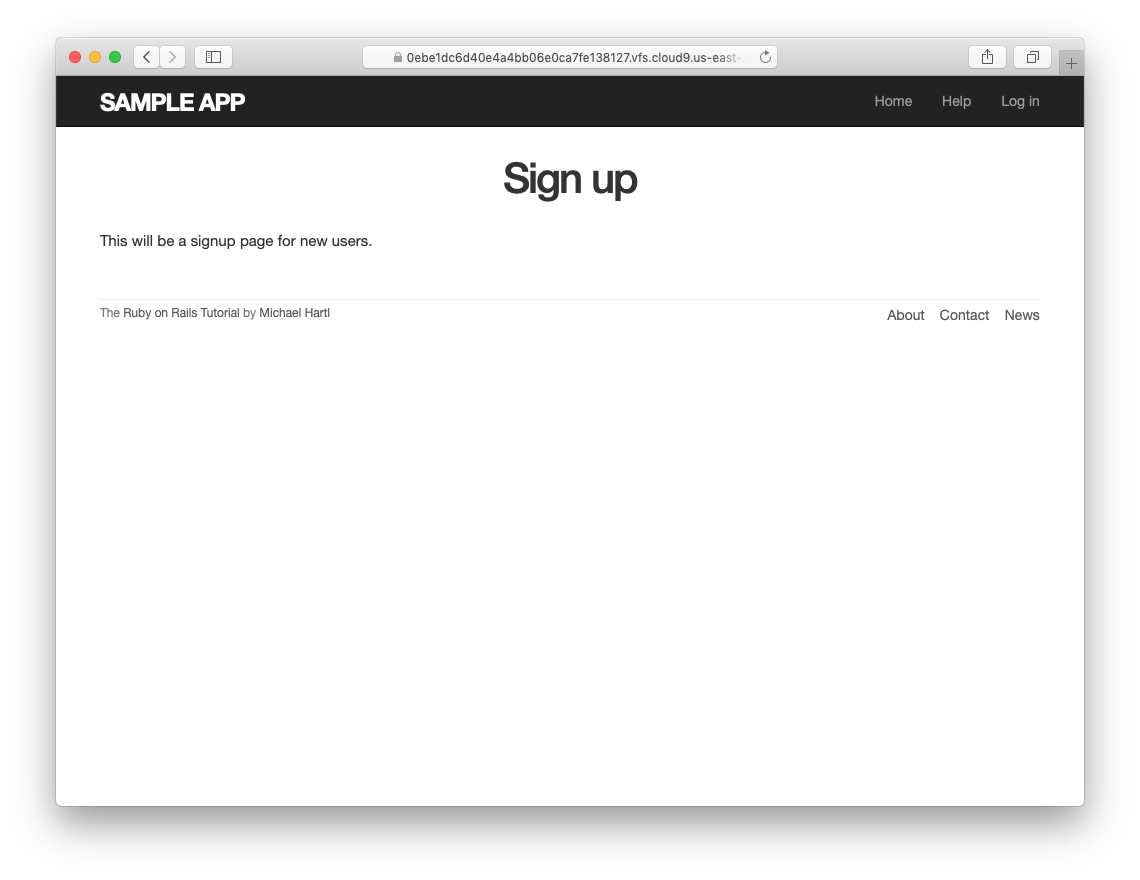 0ebe1dc6d40e4a4bb06e0ca7fe138127.vfs.cloud9.us-east-
SAMPLE APP
Home Help Log in
Sign up
This will be a signup page for new users.
The Ruby on Rails Tutorial by Michael Hartl
About Contact News